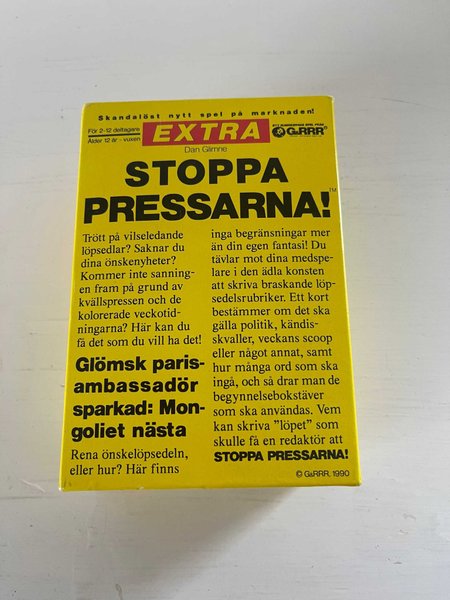 Skandalöst nytt spel på marknaden!
För 2-12 deltagare
Ålder 12 år - vuxen
EXTRA
GaRRR®
Dan Glimne
STOPPA
PRESSARNA!™
Trött på vilseledande
löpsedlar? Saknar du
dina önskenyheter?
Kommer inte sanning-
en fram på grund av
kvällspressen och de
kolorerade veckotid-
ningarna? Här kan du
få det som du vill ha det!
Glömsk paris-
ambassadör
sparkad: Mon-
goliet nästa
Rena önskelöpsedeln,
eller hur? Här finns
inga begränsningar mer
än din egen fantasi! Du
tävlar mot dina medspe-
lare i den ädla konsten
att skriva braskande löp-
sedelsrubriker. Ett kort
bestämmer om det ska
gälla politik, kändis-
skvaller, veckans scoop
eller något annat, samt
hur många ord som ska
ingå, och så drar man de
begynnelsebokstäver
som ska användas. Vem
kan skriva ”löpet” som
skulle få en redaktör att
STOPPA PRESSARNA!
© GaRRR, 1990